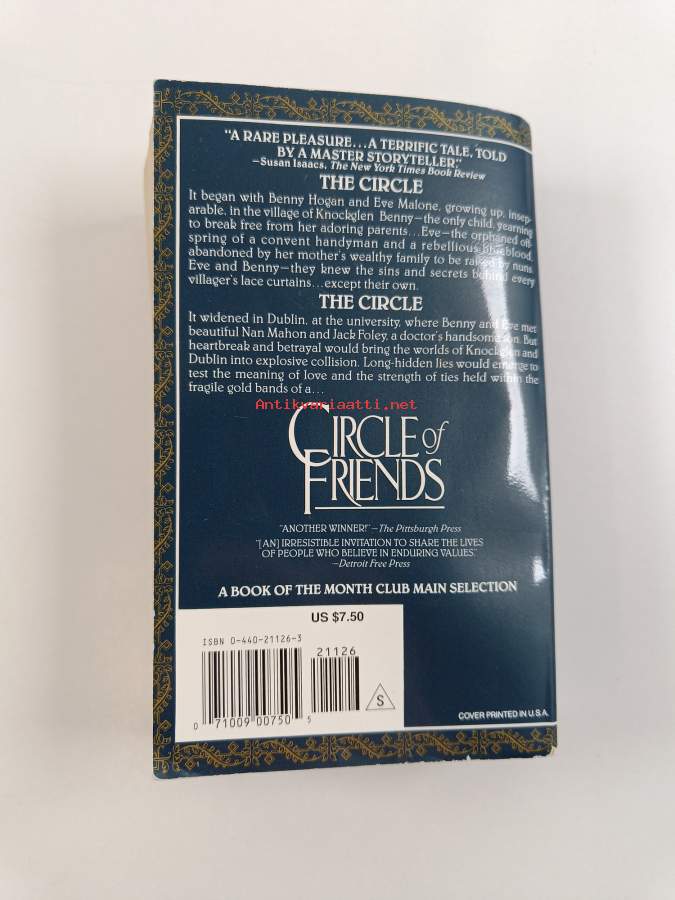 "A RARE PLEASURE...A TERRIFIC TALE, TOLD
BY A MASTER STORYTELLER."
—Susan Isaacs, The New York Times Book Review
THE CIRCLE
It began with Benny Hogan and Eve Malone, growing up, insep-
arable, in the village of Knockglen Benny—the only child, yearning
to break free from her adoring parents...Eve—the orphaned off-
spring of a convent handyman and a rebellious blueblood,
abandoned by her mother's wealthy family to be raised by nuns.
Eve and Benny—they knew the sins and secrets behind every
villager's lace curtains...except their own.
THE CIRCLE
It widened in Dublin, at the university, where Benny and Eve met
beautiful Nan Mahon and Jack Foley, a doctor's handsome son. But
heartbreak and betrayal would bring the worlds of Knockglen and
Dublin into explosive collision. Long-hidden lies would emerge to
test the meaning of love and the strength of ties held within the
fragile gold bands of a...
Antikvariaatti.net
CIRCLE of
FRIENDS
"ANOTHER WINNER!"—The Pittsburgh Press
"[AN] IRRESISTIBLE INVITATION TO SHARE THE LIVES
OF PEOPLE WHO BELIEVE IN ENDURING VALUES."
—Detroit Free Press
A BOOK OF THE MONTH CLUB MAIN SELECTION
US $7.50
ISBN 0-440-21126-3
21126
0 71009 00750 5
S
COVER PRINTED IN U.S.A.